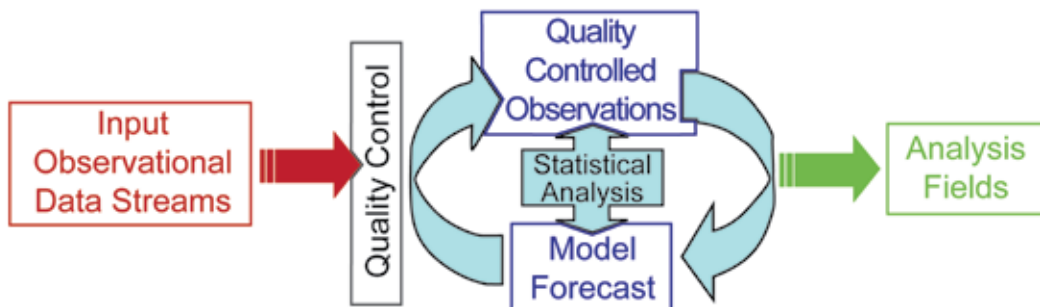 Input
Observational
Data Streams
Quality Control
Quality
Controlled
Observations
Statistical
Analysis
Model
Forecast
Analysis
Fields